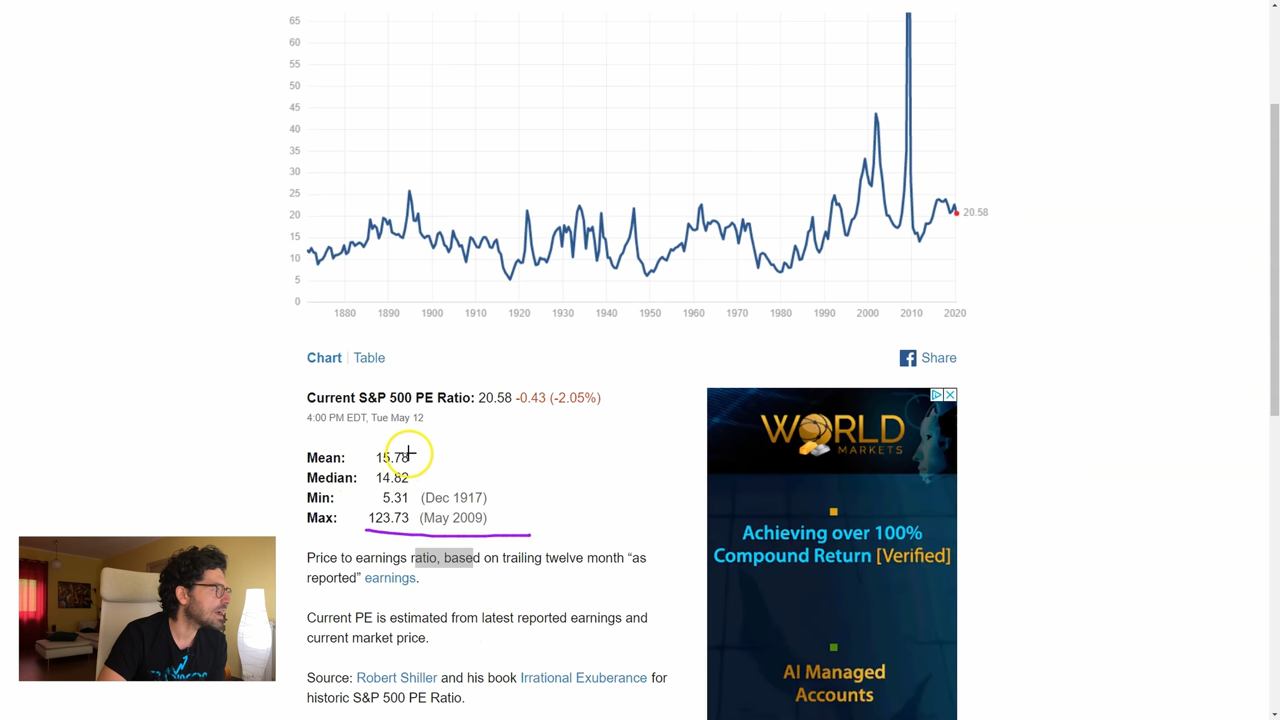 65
60
55
50
45
40
35
30
25
20
15
10
5
0
20.58
1880 1890 1900 1910 1920 1930 1940 1950 1960 1970 1980 1990 2000 2010 2020
Chart Table
Share
Current S&P 500 PE Ratio: 20.58 -0.43 (-2.05%)
4:00 PM EDT, Tue May 12
Mean: 15.78
Median: 14.82
Min: 5.31 (Dec 1917)
Max: 123.73 (May 2009)
Price to earnings ratio, based on trailing twelve month “as
reported” earnings.
Current PE is estimated from latest reported earnings and
current market price.
Source: Robert Shiller and his book Irrational Exuberance for
historic S&P 500 PE Ratio.
WORLD
MARKETS
Achieving over 100%
Compound Return [Verified]
AI Managed
Accounts